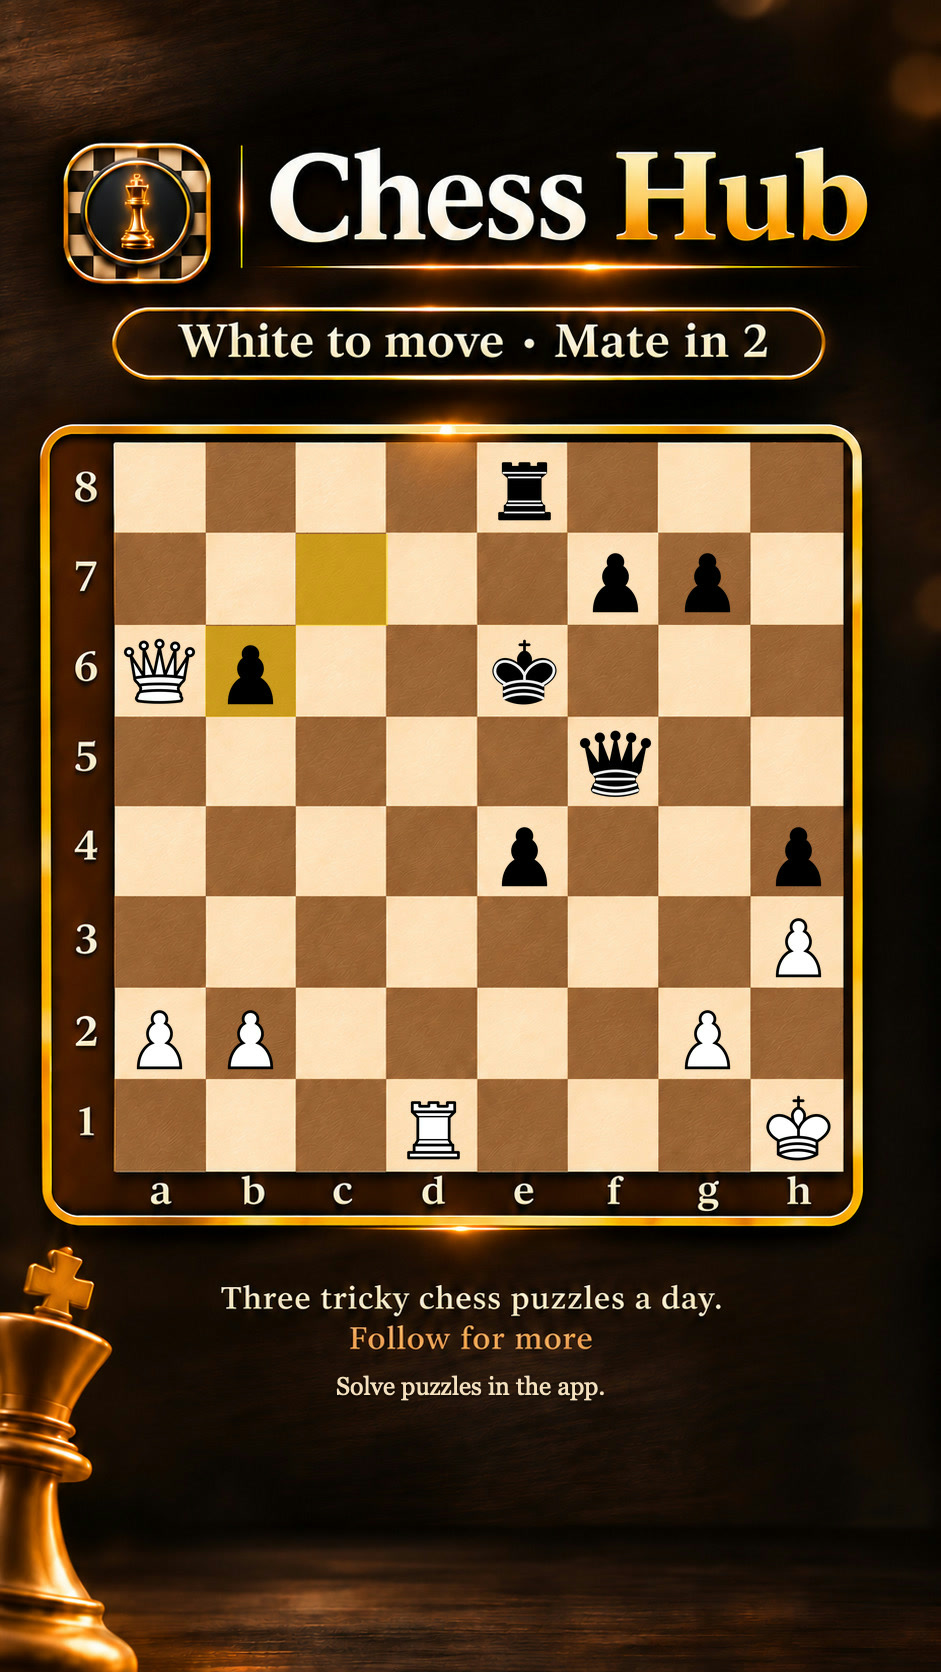 Chess Hub
White to move • Mate in 2
8
7
6
5
4
3
2
1
a b c d e f g h
Three tricky chess puzzles a day.
Follow for more
Solve puzzles in the app.